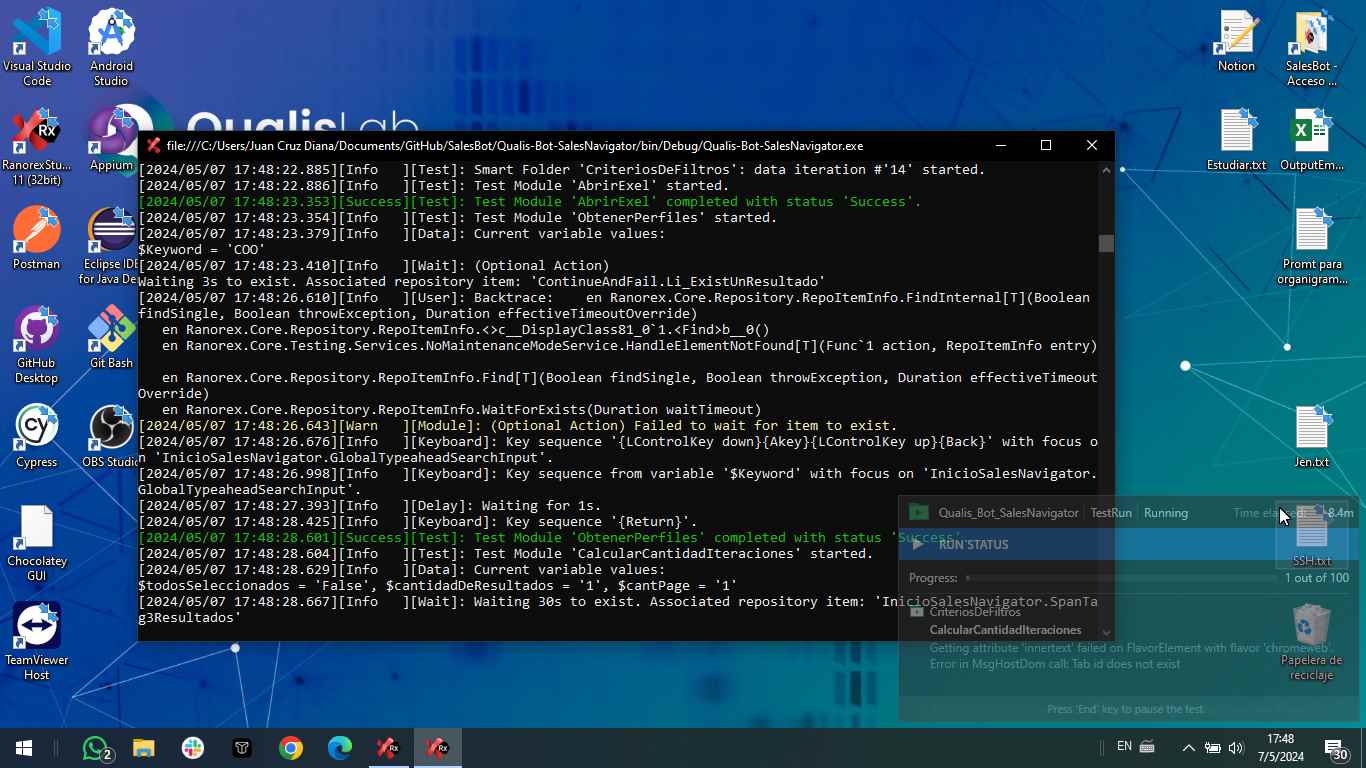 Visual Studio
Code
Android
Studio
Notion
SalesBot -
Acceso ...
QualisLab
RanorexStu...
11 (32bit)
Appium
Estudiar.txt
OutputEm...
file:///C:/Users/Juan Cruz Diana/Documents/GitHub/SalesBot/Qualis-Bot-SalesNavigator/bin/Debug/Qualis-Bot-SalesNavigator.exe
[2024/05/07 17:48:22.885][Info   ][Test]: Smart Folder 'CriteriosDeFiltros': data iteration #'14' started.
[2024/05/07 17:48:22.886][Info   ][Test]: Test Module 'AbrirExel' started.
[2024/05/07 17:48:23.353][Success][Test]: Test Module 'AbrirExel' completed with status 'Success'.
[2024/05/07 17:48:23.354][Info   ][Test]: Test Module 'ObtenerPerfiles' started.
[2024/05/07 17:48:23.379][Info   ][Data]: Current variable values:
$Keyword = 'COO'
[2024/05/07 17:48:23.410][Info   ][Wait]: (Optional Action)
Waiting 3s to exist. Associated repository item: 'ContinueAndFail.Li_ExistUnResultado'
[2024/05/07 17:48:26.610][Info   ][User]: Backtrace:    en Ranorex.Core.Repository.RepoItemInfo.FindInternal[T](Boolean
findSingle, Boolean throwException, Duration effectiveTimeoutOverride)
en Ranorex.Core.Repository.RepoItemInfo.<>c__DisplayClass81_0`1.<Find>b__0()
en Ranorex.Core.Testing.Services.NoMaintenanceModeService.HandleElementNotFound[T](Func`1 action, RepoItemInfo entry)
en Ranorex.Core.Repository.RepoItemInfo.Find[T](Boolean findSingle, Boolean throwException, Duration effectiveTimeout
Override)
en Ranorex.Core.Repository.RepoItemInfo.WaitForExists(Duration waitTimeout)
[2024/05/07 17:48:26.643][Warn   ][Module]: (Optional Action) Failed to wait for item to exist.
[2024/05/07 17:48:26.676][Info   ][Keyboard]: Key sequence '{LControlKey down}{Akey}{LControlKey up}{Back}' with focus o
n 'InicioSalesNavigator.GlobalTypeaheadSearchInput'.
[2024/05/07 17:48:26.998][Info   ][Keyboard]: Key sequence from variable '$Keyword' with focus on 'InicioSalesNavigator.
GlobalTypeaheadSearchInput'.
[2024/05/07 17:48:27.393][Info   ][Delay]: Waiting for 1s.
[2024/05/07 17:48:28.425][Info   ][Keyboard]: Key sequence '{Return}'.
[2024/05/07 17:48:28.601][Success][Test]: Test Module 'ObtenerPerfiles' completed with status 'Success'.
[2024/05/07 17:48:28.604][Info   ][Test]: Test Module 'CalcularCantidadIteraciones' started.
[2024/05/07 17:48:28.629][Info   ][Data]: Current variable values:
$todosSeleccionados = 'False', $cantidadDeResultados = '1', $cantPage = '1'
[2024/05/07 17:48:28.667][Info   ][Wait]: Waiting 30s to exist. Associated repository item: 'InicioSalesNavigator.SpanTa
g3Resultados'
Postman
Eclipse IDE
for Java De
Promt para
organigram...
GitHub
Desktop
Git Bash
Cypress
OBS Studio
Jen.txt
Qualis_Bot_SalesNavigator
TestRun
Running
Time elapsed:
8.4m
RUN STATUS
SSH.txt
Progress:
1 out of 100
CriteriosDeFiltros
CalcularCantidadIteraciones
Getting attribute 'innertext' failed on FlavorElement with flavor 'chromeweb'.
Error in MsgHostDom call: Tab id does not exist
Press 'End' key to pause the test.
Chocolatey
GUI
TeamViewer
Host
Papelera de
reciclaje
2
EN
17:48
7/5/2024
30